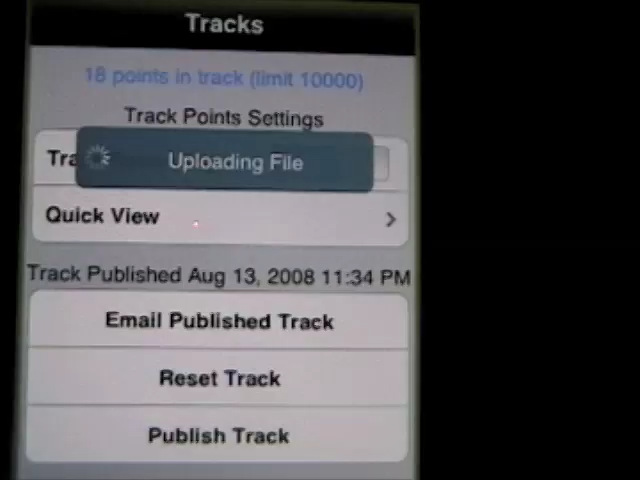 Tracks
18 points in track (limit 10000)
Track Points Settings
Tra
Uploading File
Quick View
Track Published Aug 13, 2008 11:34 PM
Email Published Track
Reset Track
Publish Track